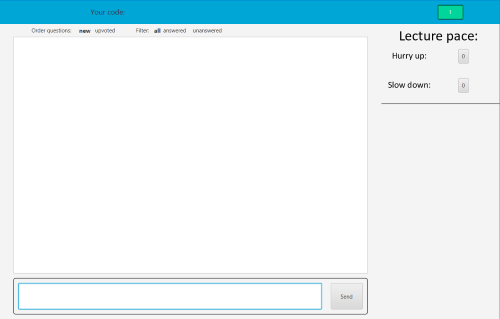 Your code:
1
Order questions: new upvoted Filter: all answered unanswered
Lecture pace:
Hurry up: 0
Slow down: 0
Send